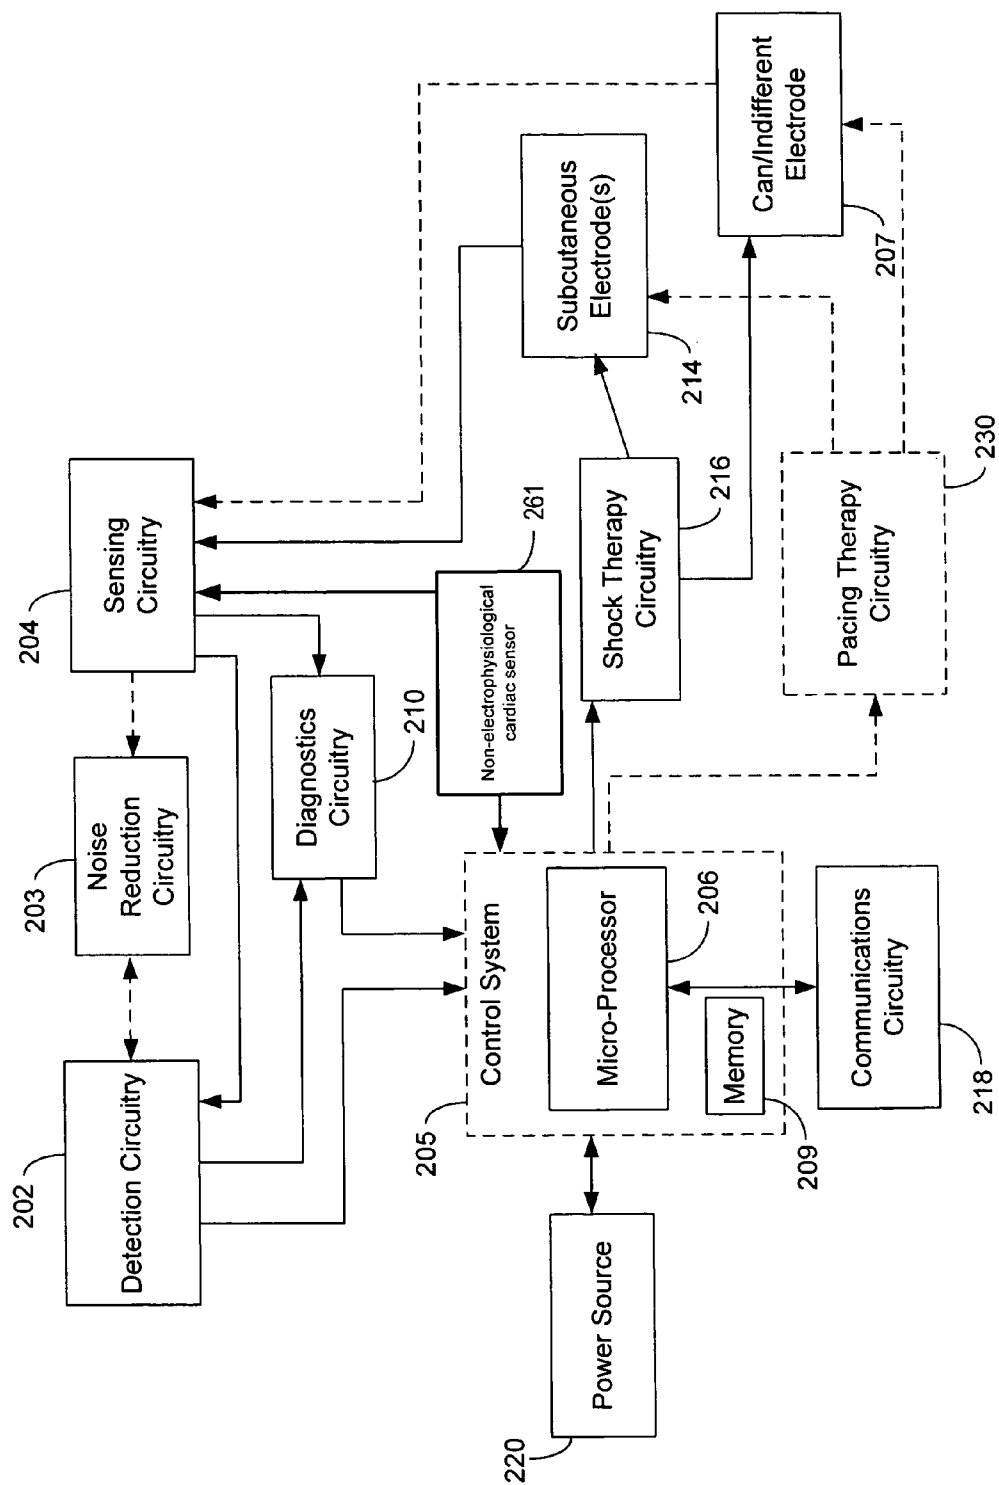 202
Detection Circuitry
203
Noise
Reduction
Circuitry
204
Sensing
Circuitry
Diagnostics
Circuitry
210
205
Control System
Micro-Processor
206
Memory
209
Non-electrophysiological
cardiac sensor
261
Subcutaneous
Electrode(s)
214
Can/Indifferent
Electrode
207
220
Power Source
Shock Therapy
Circuitry
216
Communications
Circuitry
218
Pacing Therapy
Circuitry
230